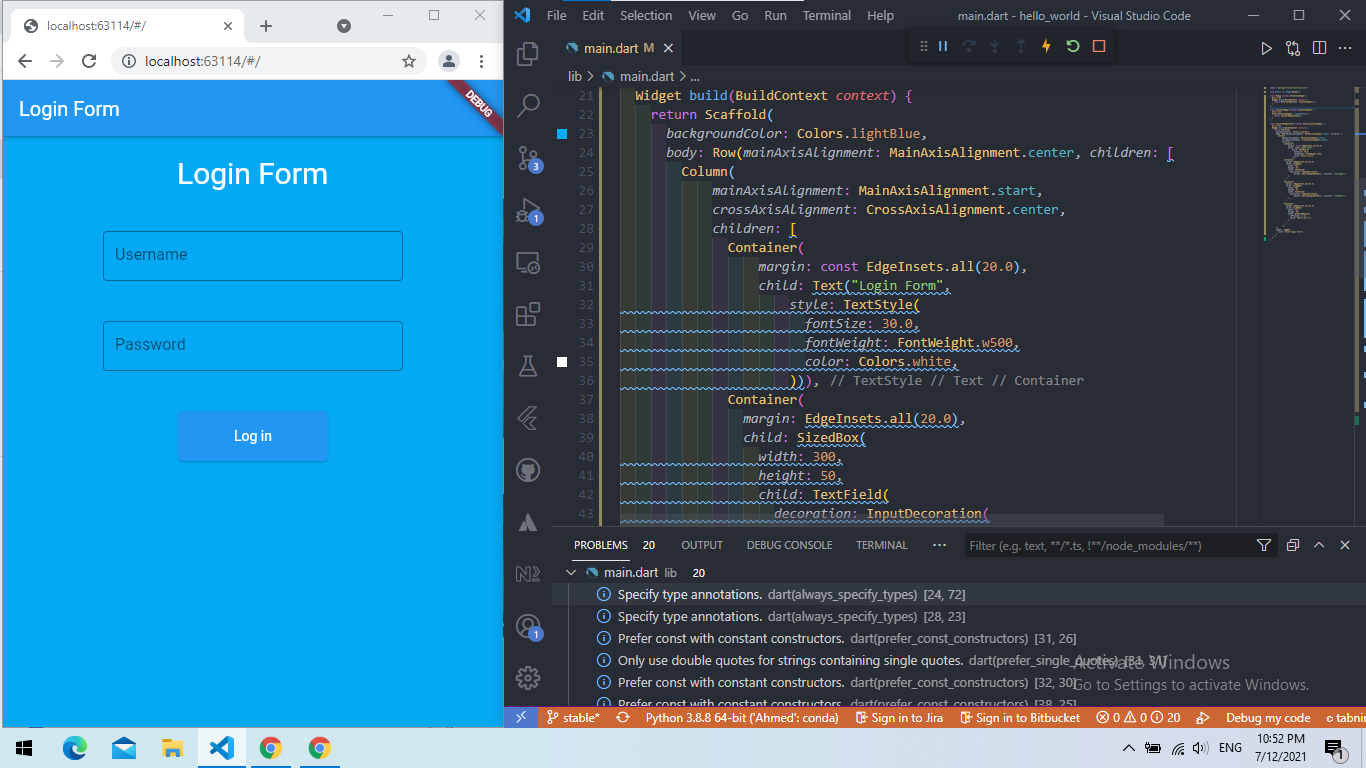 localhost:63114/#/
localhost:63114/#/
Login Form
DEBUG
Login Form
Username
Password
Log in
File Edit Selection View Go Run Terminal Help main.dart - hello_world - Visual Studio Code
main.dart M
lib > main.dart > ...
21 Widget build(BuildContext context) {
22 return Scaffold(
23 backgroundColor: Colors.lightBlue,
24 body: Row(mainAxisAlignment: MainAxisAlignment.center, children: [
25 Column(
26 mainAxisAlignment: MainAxisAlignment.start,
27 crossAxisAlignment: CrossAxisAlignment.center,
28 children: [
29 Container(
30 margin: const EdgeInsets.all(20.0),
31 child: Text("Login Form",
32 style: TextStyle(
33 fontSize: 30.0,
34 fontWeight: FontWeight.w500,
35 color: Colors.white,
36 ))), // TextStyle // Text // Container
37 Container(
38 margin: EdgeInsets.all(20.0),
39 child: SizedBox(
40 width: 300,
41 height: 50,
42 child: TextField(
43 decoration: InputDecoration(
3
1
1
PROBLEMS 20 OUTPUT DEBUG CONSOLE TERMINAL ··· Filter (e.g. text, **/*.ts, !**/node_modules/**)
main.dart lib 20
Specify type annotations. dart(always_specify_types) [24, 72]
Specify type annotations. dart(always_specify_types) [28, 23]
Prefer const with constant constructors. dart(prefer_const_constructors) [31, 26]
Only use double quotes for strings containing single quotes. dart(prefer_single_quotes) [31, 31]
Prefer const with constant constructors. dart(prefer_const_constructors) [32, 30]
Prefer const with constant constructors. dart(prefer_const_constructors) [38, 25]
Activate Windows
Go to Settings to activate Windows.
stable* Python 3.8.8 64-bit ('Ahmed': conda) Sign in to Jira Sign in to Bitbucket 0 0 20 Debug my code tabnin
ENG
10:52 PM
7/12/2021
1